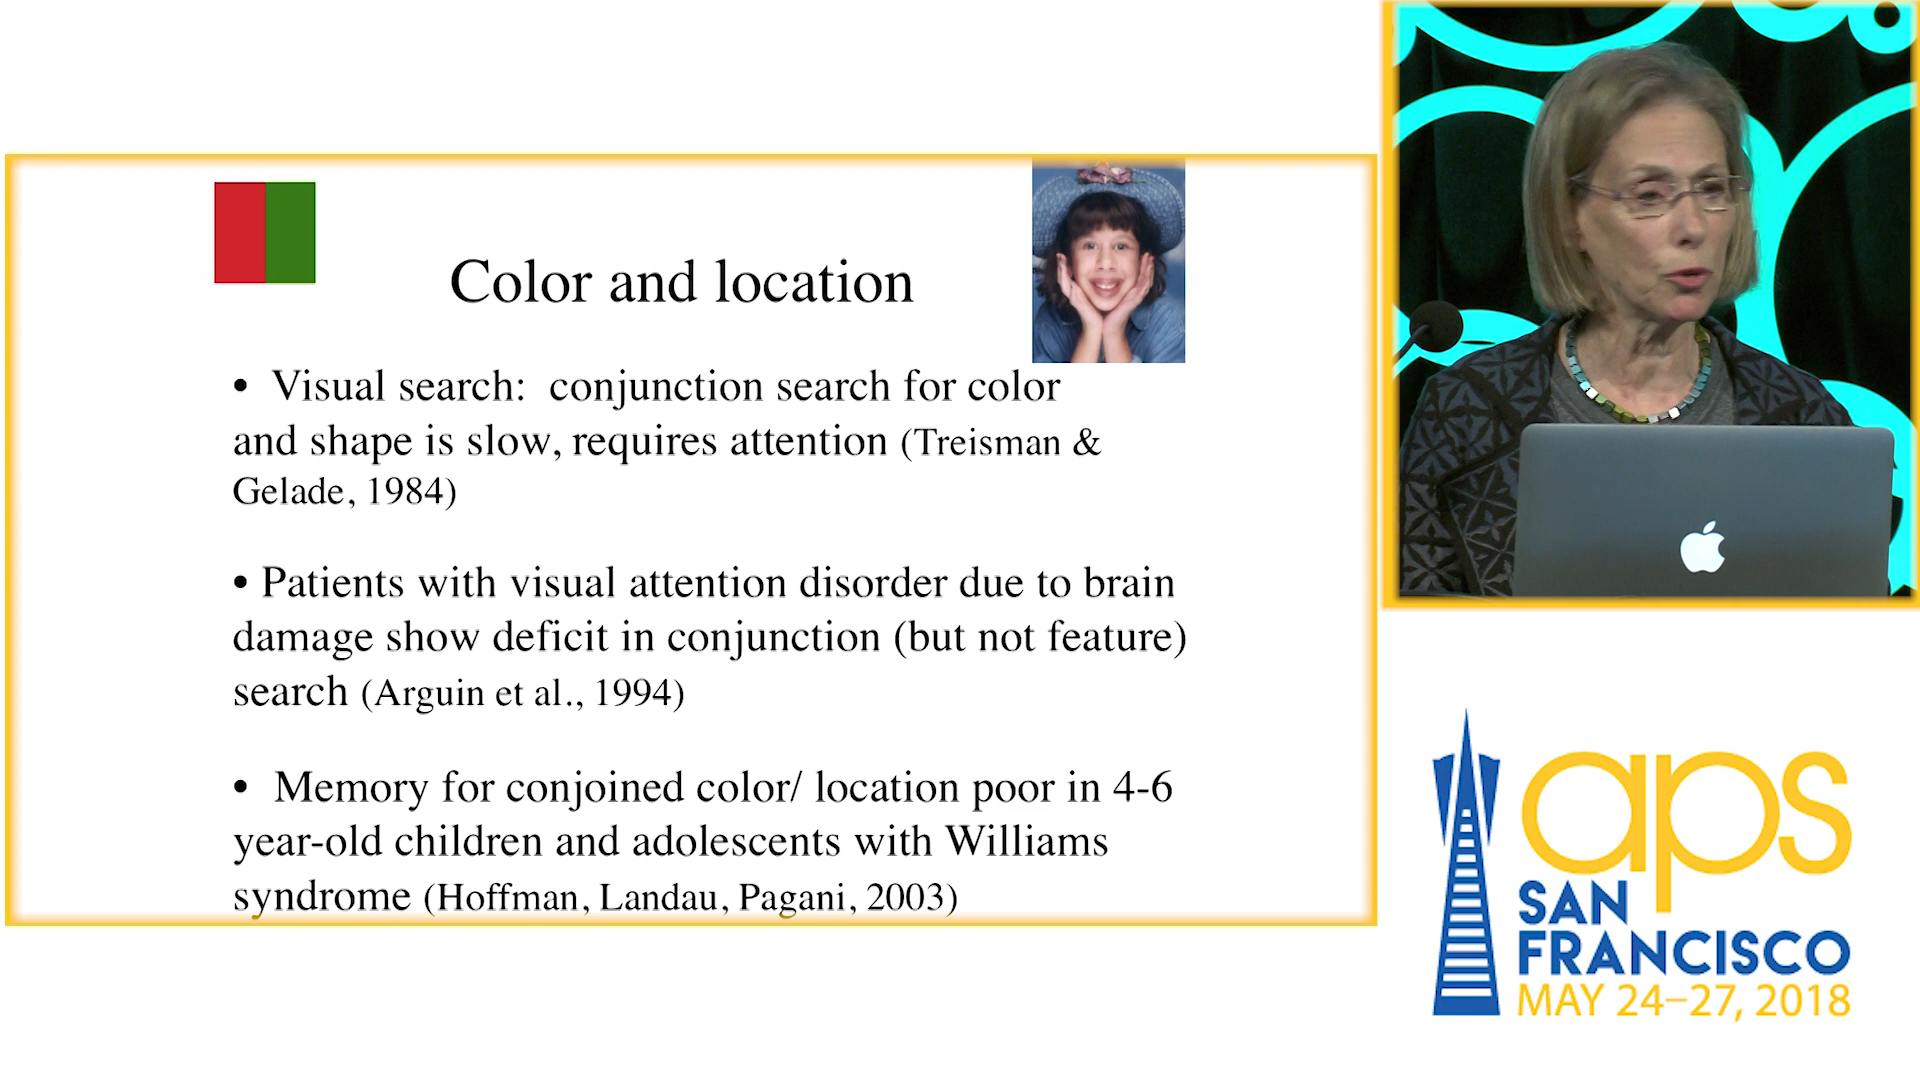 Color and location
• Visual search:  conjunction search for color
and shape is slow, requires attention (Treisman &
Gelade, 1984)
• Patients with visual attention disorder due to brain
damage show deficit in conjunction (but not feature)
search (Arguin et al., 1994)
•  Memory for conjoined color/ location poor in 4-6
year-old children and adolescents with Williams
syndrome (Hoffman, Landau, Pagani, 2003)
aps
SAN
FRANCISCO
MAY 24–27, 2018